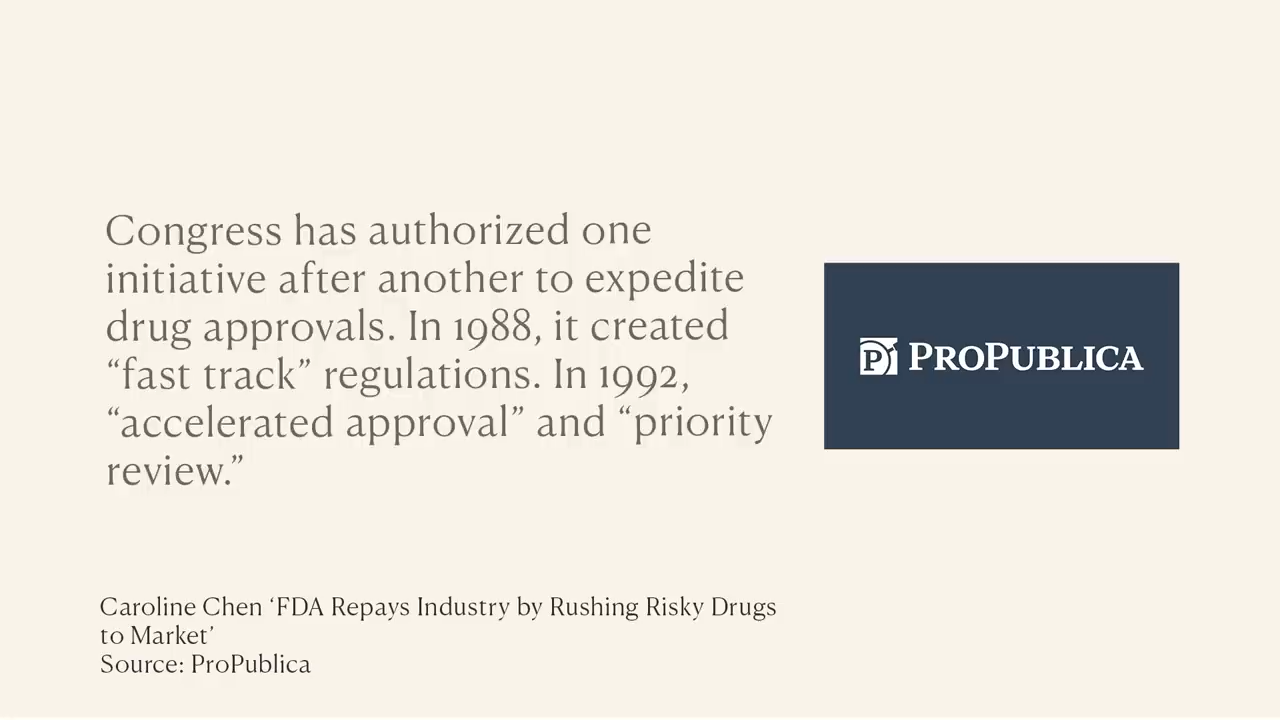 Congress has authorized one
initiative after another to expedite
drug approvals. In 1988, it created
“fast track” regulations. In 1992,
“accelerated approval” and “priority
review.”
PROPUBLICA
Caroline Chen ‘FDA Repays Industry by Rushing Risky Drugs
to Market’
Source: ProPublica